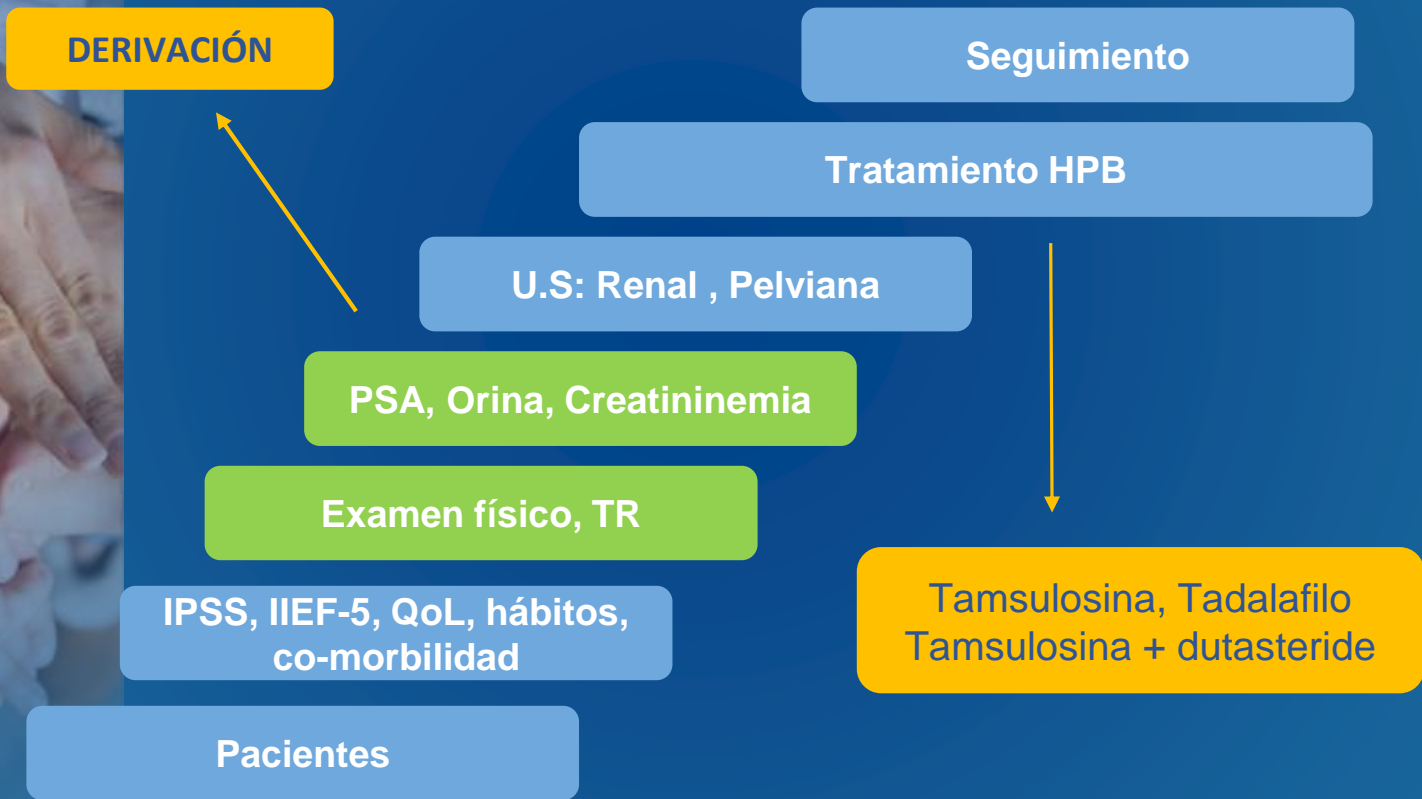 DERIVACIÓN
Seguimiento
Tratamiento HPB
U.S: Renal , Pelviana
PSA, Orina, Creatininemia
Examen físico, TR
IPSS, IIEF-5, QoL, hábitos,
co-morbilidad
Tamsulosina, Tadalafilo
Tamsulosina + dutasteride
Pacientes